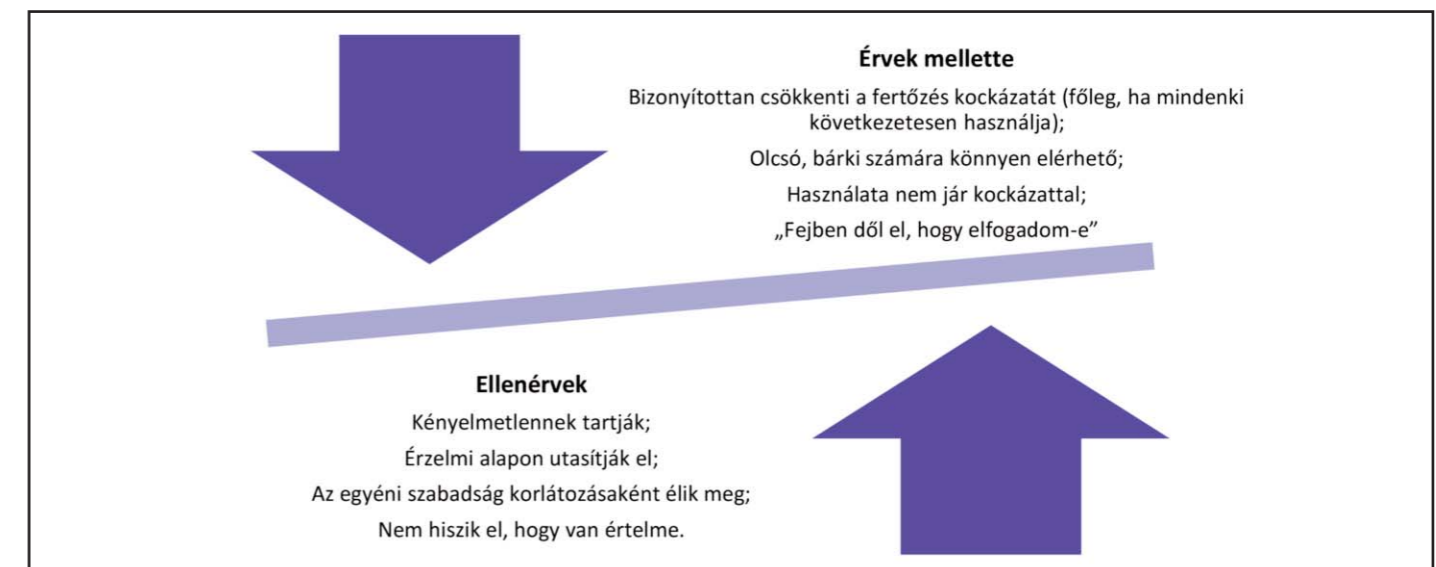 Érvek mellette
Bizonyítottan csökkenti a fertőzés kockázatát (főleg, ha mindenki
következetesen használja);
Olcsó, bárki számára könnyen elérhető;
Használata nem jár kockázattal;
„Fejben dől el, hogy elfogadom-e”
Ellenérvek
Kényelmetlennek tartják;
Érzelmi alapon utasítják el;
Az egyéni szabadság korlátozásaként élik meg;
Nem hiszik el, hogy van értelme.